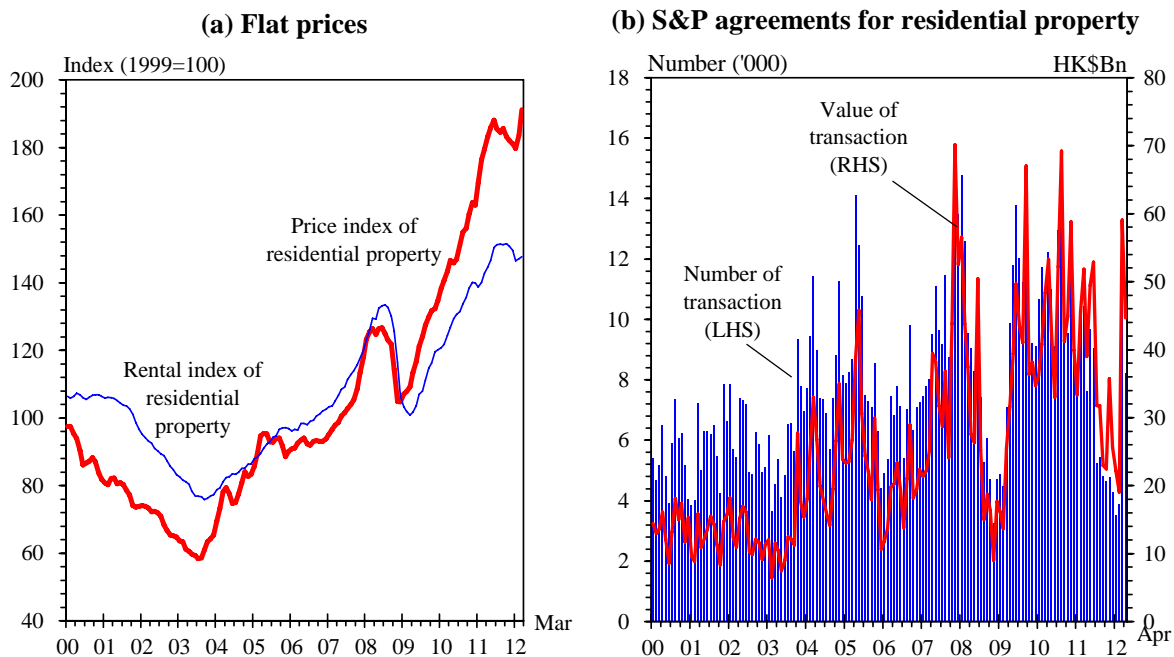 (a) Flat prices
Index (1999=100)
200
180
160
140
120
100
80
60
40
Price index of
residential property
Rental index of
residential
property
00 01 02 03 04 05 06 07 08 09 10 11 12
Mar
(b) S&P agreements for residential property
Number ('000)
HK$Bn
18
16
14
12
10
8
6
4
2
0
80
70
60
50
40
30
20
10
0
Value of
transaction
(RHS)
Number of
transaction
(LHS)
00 01 02 03 04 05 06 07 08 09 10 11 12
Apr